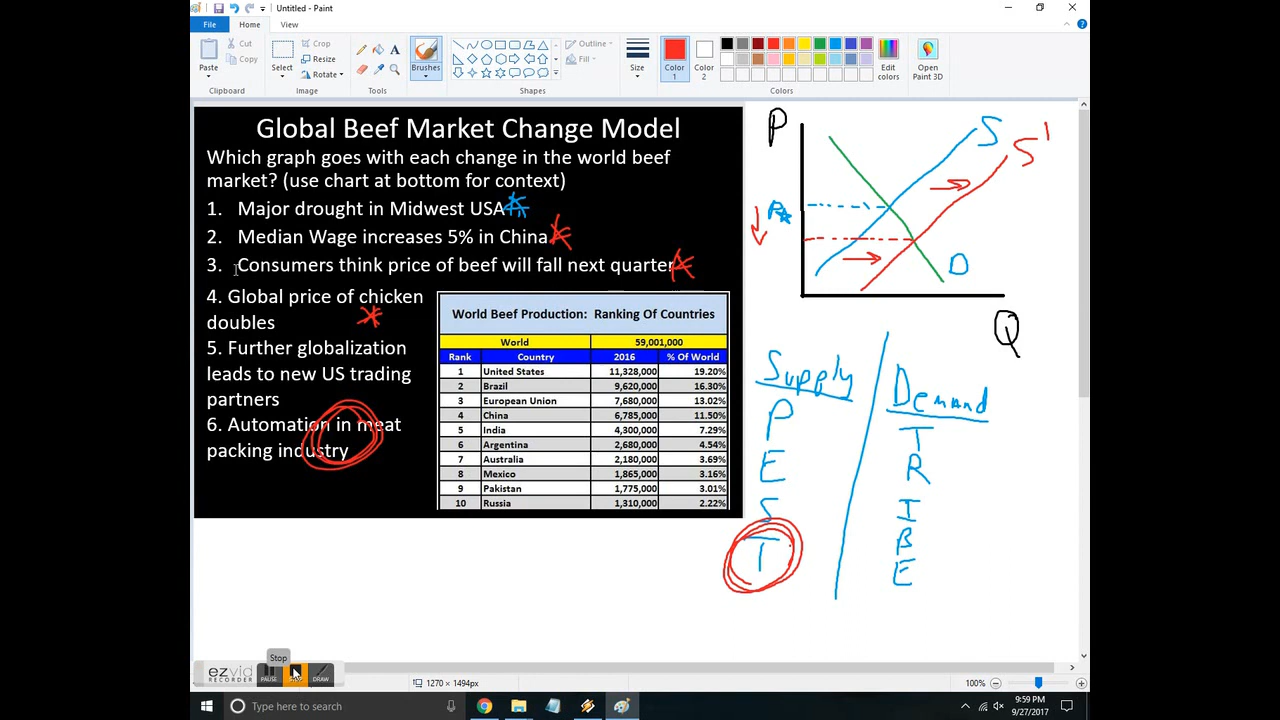 Untitled - Paint
File Home View
Paste
Cut
Copy
Clipboard
Select
Crop
Resize
Rotate
Image
Tools
Brushes
Outline
Fill
Shapes
Size
Color 1
Color 2
Edit colors
Open Paint 3D
Colors
Global Beef Market Change Model
Which graph goes with each change in the world beef
market? (use chart at bottom for context)
1. Major drought in Midwest USA
2. Median Wage increases 5% in China
3. Consumers think price of beef will fall next quarter
4. Global price of chicken
doubles
5. Further globalization
leads to new US trading
partners
6. Automation in meat
packing industry
World Beef Production: Ranking Of Countries
World 59,001,000
Rank Country 2016 % Of World
1 United States 11,328,000 19.20%
2 Brazil 9,620,000 16.30%
3 European Union 7,680,000 13.02%
4 China 6,785,000 11.50%
5 India 4,300,000 7.29%
6 Argentina 2,680,000 4.54%
7 Australia 2,180,000 3.69%
8 Mexico 1,865,000 3.16%
9 Pakistan 1,775,000 3.01%
10 Russia 1,310,000 2.22%
P
S
S'
D
Q
Supply
P
E
S
T
Demand
T
R
I
B
E
Stop
ezvid
RECORDER
PAUSE
STOP
DRAW
1270 × 1494px
100%
Type here to search
9:59 PM
9/27/2017